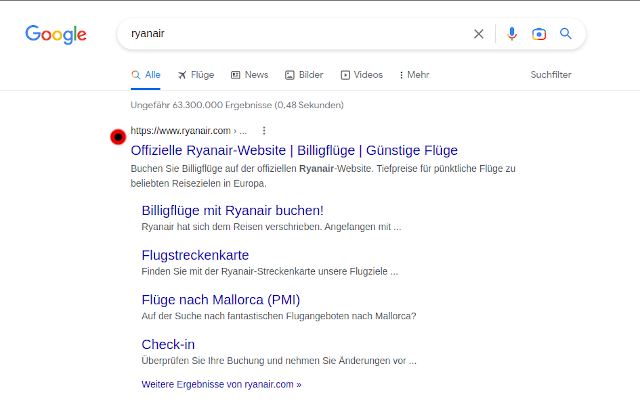 Google
ryanair
Alle Flüge News Bilder Videos Mehr Suchfilter
Ungefähr 63.300.000 Ergebnisse (0,48 Sekunden)
https://www.ryanair.com › ...
Offizielle Ryanair-Website | Billigflüge | Günstige Flüge
Buchen Sie Billigflüge auf der offiziellen Ryanair-Website. Tiefpreise für pünktliche Flüge zu
beliebten Reisezielen in Europa.
Billigflüge mit Ryanair buchen!
Ryanair hat sich dem Reisen verschrieben. Angefangen mit ...
Flugstreckenkarte
Finden Sie mit der Ryanair-Streckenkarte unsere Flugziele ...
Flüge nach Mallorca (PMI)
Auf der Suche nach fantastischen Flugangeboten nach Mallorca?
Check-in
Überprüfen Sie Ihre Buchung und nehmen Sie Änderungen vor ...
Weitere Ergebnisse von ryanair.com »